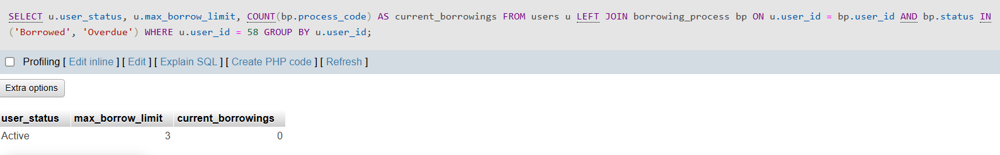 SELECT u.user_status, u.max_borrow_limit, COUNT(bp.process_code) AS current_borrowings FROM users u LEFT JOIN borrowing_process bp ON u.user_id = bp.user_id AND bp.status IN
('Borrowed', 'Overdue') WHERE u.user_id = 58 GROUP BY u.user_id;
Profiling [ Edit inline ] [ Edit ] [ Explain SQL ] [ Create PHP code ] [ Refresh ]
Extra options
user_status max_borrow_limit current_borrowings
Active 3 0